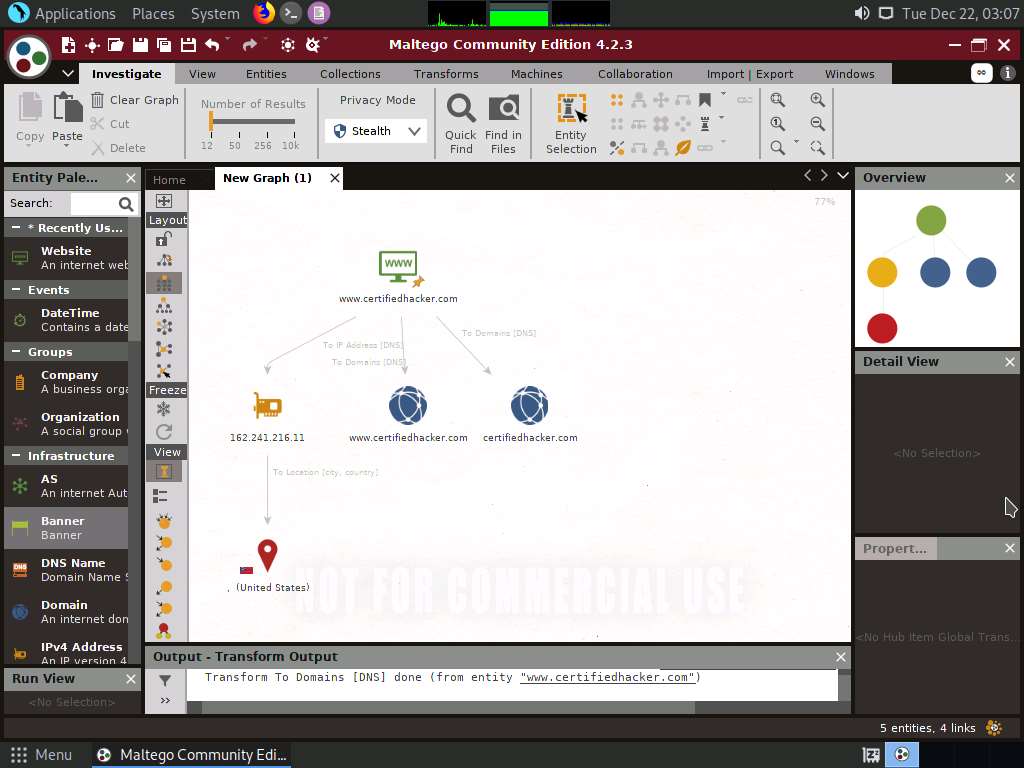 Applications Places System
Tue Dec 22, 03:07
Maltego Community Edition 4.2.3
Investigate View Entities Collections Transforms Machines Collaboration Import | Export Windows
Copy
Paste
Clear Graph
Cut
Delete
Number of Results
12 50 256 10k
Privacy Mode
Stealth
Quick
Find
Find in
Files
Entity
Selection
Entity Pale...
Search:
* Recently Us...
Website
An internet web
Events
DateTime
Contains a date
Groups
Company
A business orga
Organization
A social group
Infrastructure
AS
An internet Aut
Banner
Banner
DNS Name
Domain Name S
Domain
An internet don
IPv4 Address
An IP version 4
Run View
<No Selection>
Home
New Graph (1)
Layout
Freeze
View
77%
WWW
www.certifiedhacker.com
To IP Address [DNS]
To Domains [DNS]
To Domains [DNS]
162.241.216.11
www.certifiedhacker.com
certifiedhacker.com
To Location [city, country]
, (United States)
NOT FOR COMMERCIAL USE
Output - Transform Output
Transform To Domains [DNS] done (from entity "www.certifiedhacker.com")
Overview
Detail View
<No Selection>
Propert...
<No Hub Item Global Trans...
5 entities, 4 links
Menu
Maltego Community Edi...